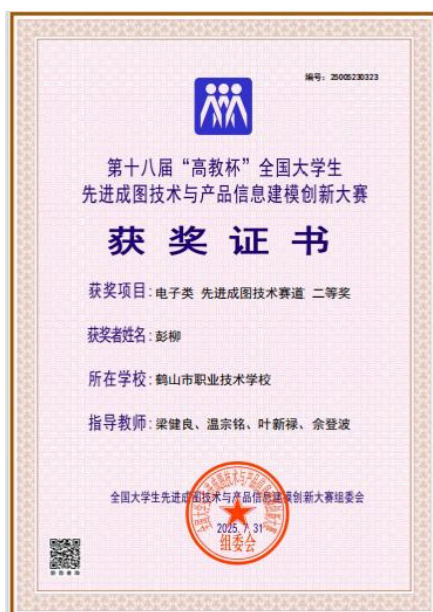 编号：25005230323
第十八届“高教杯”全国大学生
先进成图技术与产品信息建模创新大赛
获奖证书
获奖项目：电子类 先进成图技术赛道 二等奖
获奖者姓名：彭柳
所在学校：鹤山市职业技术学校
指导教师：梁健良、温宗铭、叶新禄、余登波
全国大学生先进成图技术与产品信息建模创新大赛组委会
2025.7.31
组委会